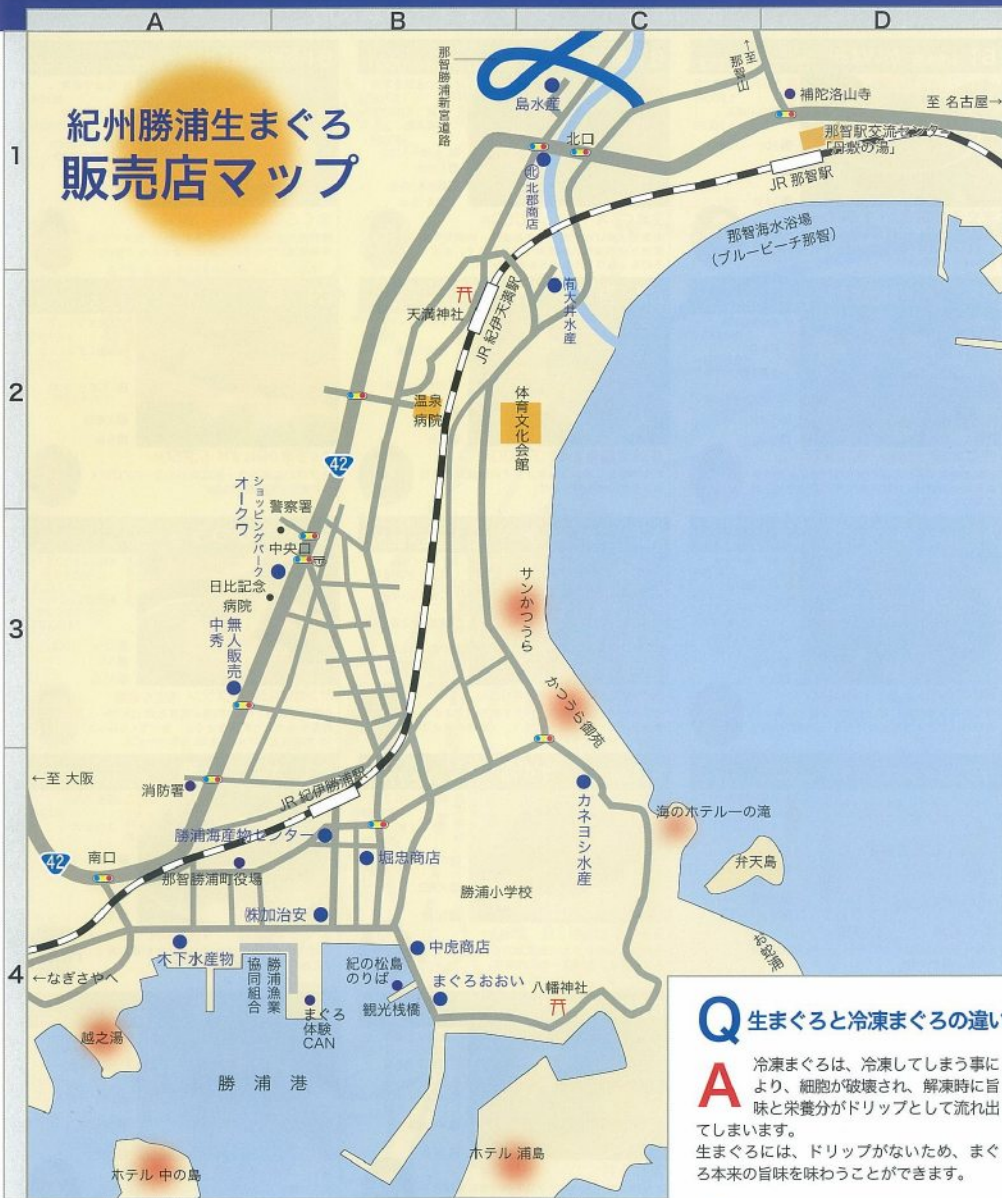 A
B
C
D
1
2
3
4
紀州勝浦生まぐろ
販売店マップ
那智勝浦新宮道路
島水産
北口
㋭北郡商店
←至
那智山
補陀洛山寺
至 名古屋→
那智駅交流センター
「丹敷の湯」
JR 那智駅
那智海水浴場
(ブルービーチ那智)
天満神社
JR 紀伊天満駅
㈲大井水産
温泉
病院
体育文化会館
42
ショッピングパーク
オークワ
警察署
中央口
日比記念
病院
無人販売
中秀
サンかつうら
かつうら御苑
←至 大阪
消防署
JR 紀伊勝浦駅
勝浦海産物センター
堀忠商店
カネヨシ水産
海のホテル一の滝
弁天島
42
南口
那智勝浦町役場
勝浦小学校
㈱加治安
木下水産物
中虎商店
←なぎさやへ
勝浦漁業
協同組合
紀の松島
のりば
まぐろおおい
八幡神社
観光桟橋
まぐろ
体験
CAN
越之湯
勝浦港
ホテル 中の島
ホテル 浦島
Q 生まぐろと冷凍まぐろの違い
A 冷凍まぐろは、冷凍してしまう事に
より、細胞が破壊され、解凍時に旨
味と栄養分がドリップとして流れ出
てしまいます。
生まぐろには、ドリップがないため、まぐ
ろ本来の旨味を味わうことができます。